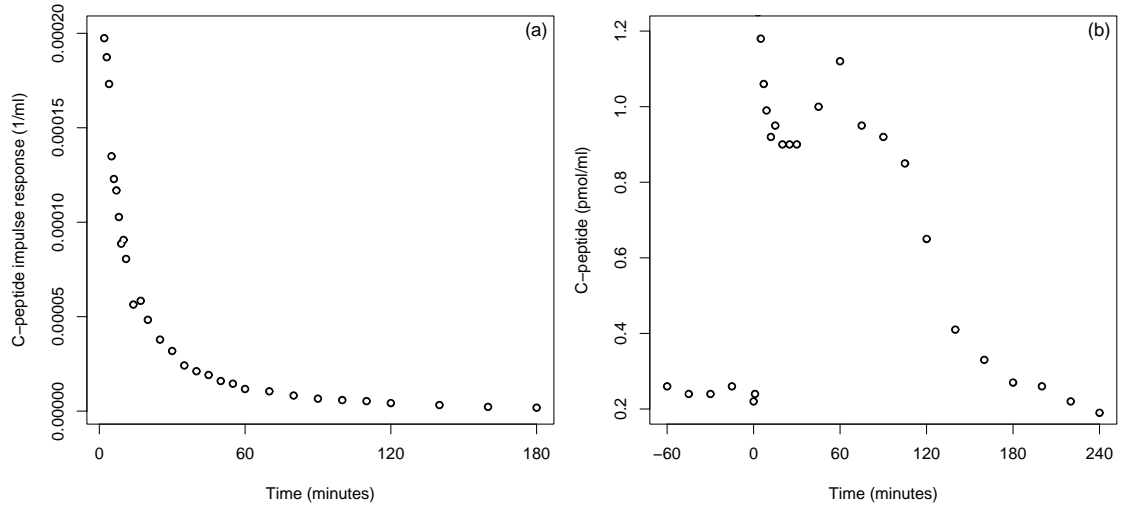 (a)
C−peptide impulse response (1/ml)
0.00020
0.00015
0.00010
0.00005
0.00000
0 60 120 180
Time (minutes)
(b)
C−peptide (pmol/ml)
1.2
1.0
0.8
0.6
0.4
0.2
−60 0 60 120 180 240
Time (minutes)